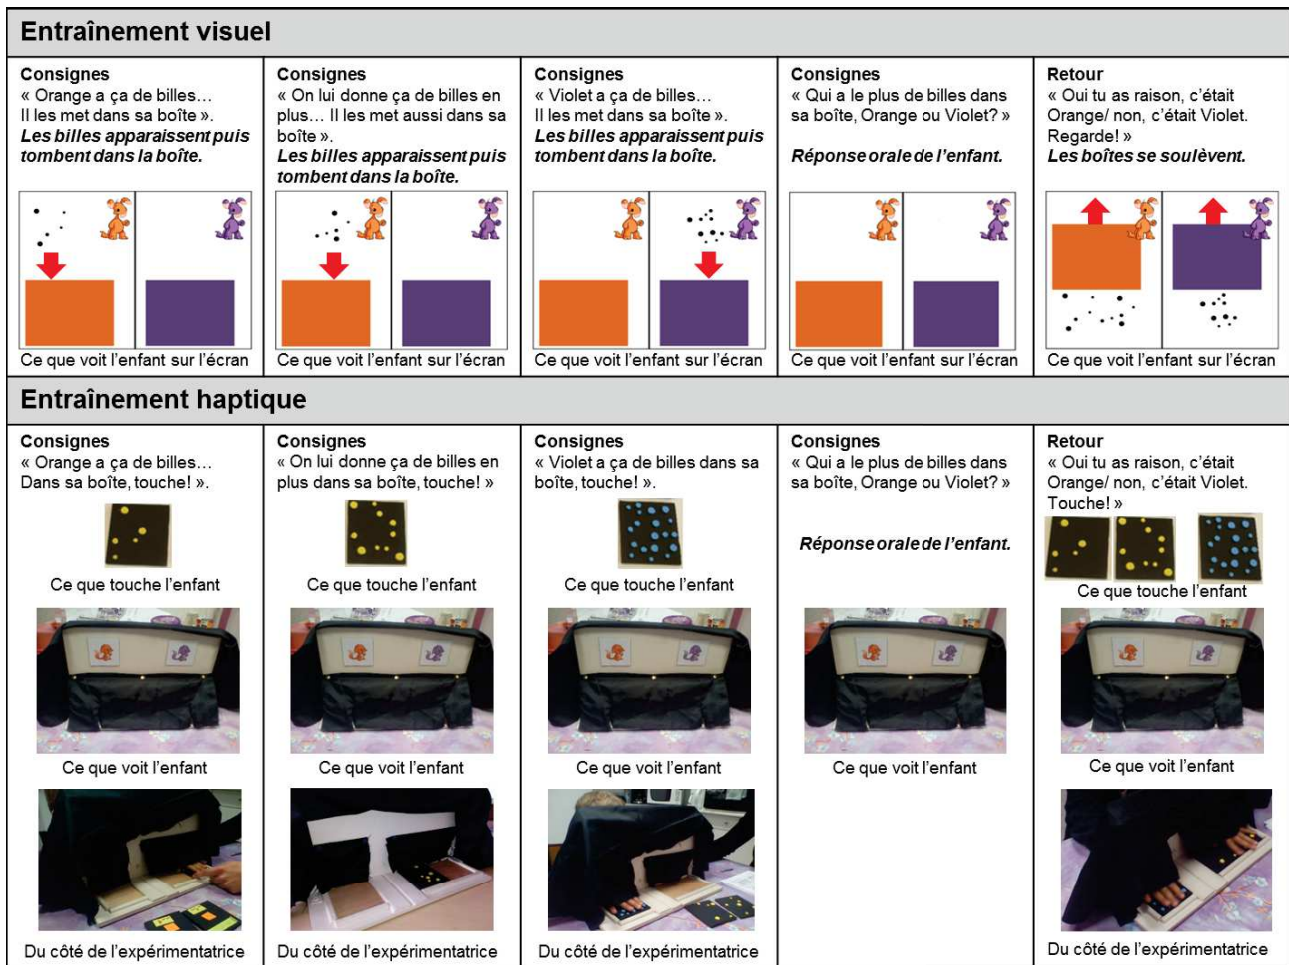 Entraînement visuel
Consignes
« Orange a ça de billes…
Il les met dans sa boîte ».
Les billes apparaissent puis
tombent dans la boîte.
Ce que voit l’enfant sur l’écran
Consignes
« On lui donne ça de billes en
plus… Il les met aussi dans sa
boîte ».
Les billes apparaissent puis
tombent dans la boîte.
Ce que voit l’enfant sur l’écran
Consignes
« Violet a ça de billes…
Il les met dans sa boîte ».
Les billes apparaissent puis
tombent dans la boîte.
Ce que voit l’enfant sur l’écran
Consignes
« Qui a le plus de billes dans
sa boîte, Orange ou Violet? »
Réponse orale de l’enfant.
Ce que voit l’enfant sur l’écran
Retour
« Oui tu as raison, c’était
Orange/ non, c’était Violet.
Regarde! »
Les boîtes se soulèvent.
Ce que voit l’enfant sur l’écran
Entraînement haptique
Consignes
« Orange a ça de billes…
Dans sa boîte, touche! ».
Ce que touche l’enfant
Ce que voit l’enfant
Du côté de l’expérimentatrice
Consignes
« On lui donne ça de billes en
plus dans sa boîte, touche! »
Ce que touche l’enfant
Ce que voit l’enfant
Du côté de l’expérimentatrice
Consignes
« Violet a ça de billes dans sa
boîte, touche! ».
Ce que touche l’enfant
Ce que voit l’enfant
Du côté de l’expérimentatrice
Consignes
« Qui a le plus de billes dans
sa boîte, Orange ou Violet? »
Réponse orale de l’enfant.
Ce que voit l’enfant
Retour
« Oui tu as raison, c’était
Orange/ non, c’était Violet.
Touche! »
Ce que touche l’enfant
Ce que voit l’enfant
Du côté de l’expérimentatrice